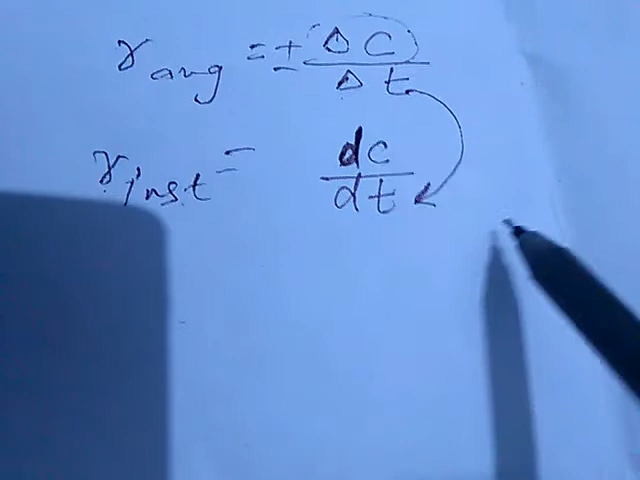 r avg = ± ΔC / Δt
r inst = dc / dt